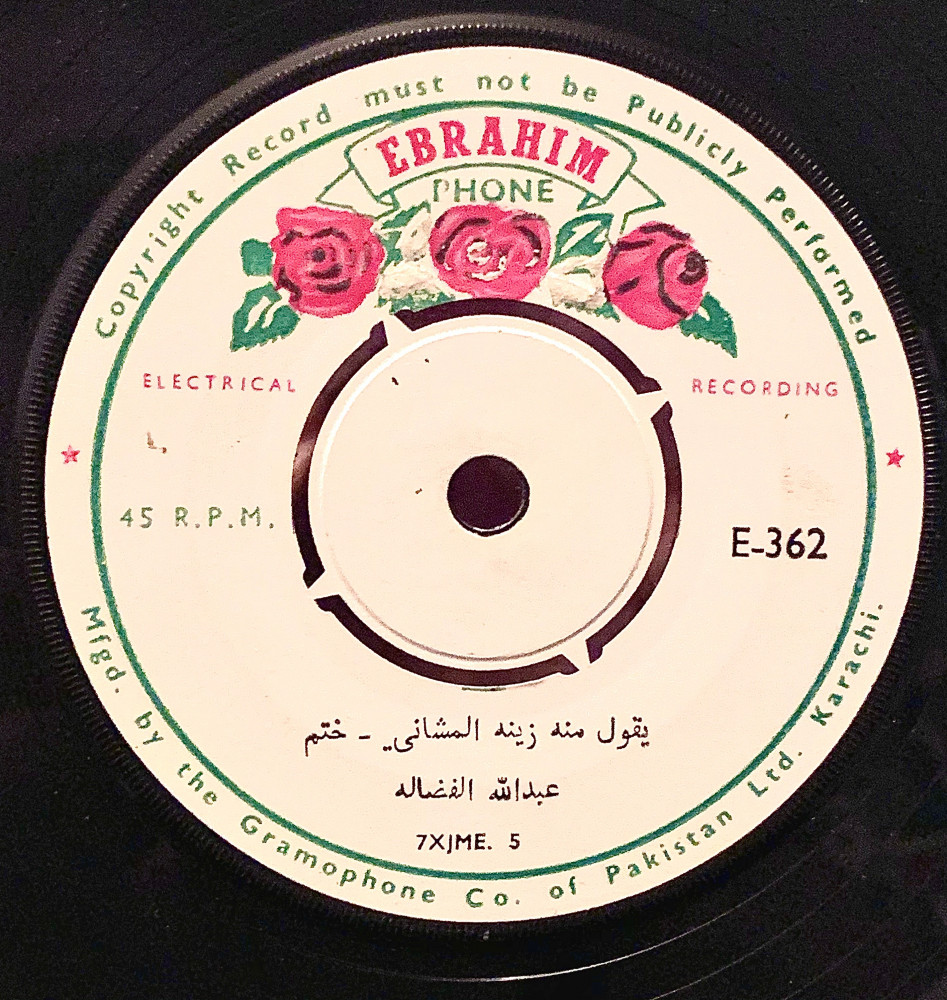 Copyright Record must not be Publicly Performed
EBRAHIM
PHONE
ELECTRICAL RECORDING
45 R.P.M.
E-362
يقول منه زينه المشاني - ختم
عبدالله الفضاله
7XJME. 5
Mfgd. by the Gramophone Co. of Pakistan Ltd. Karachi.